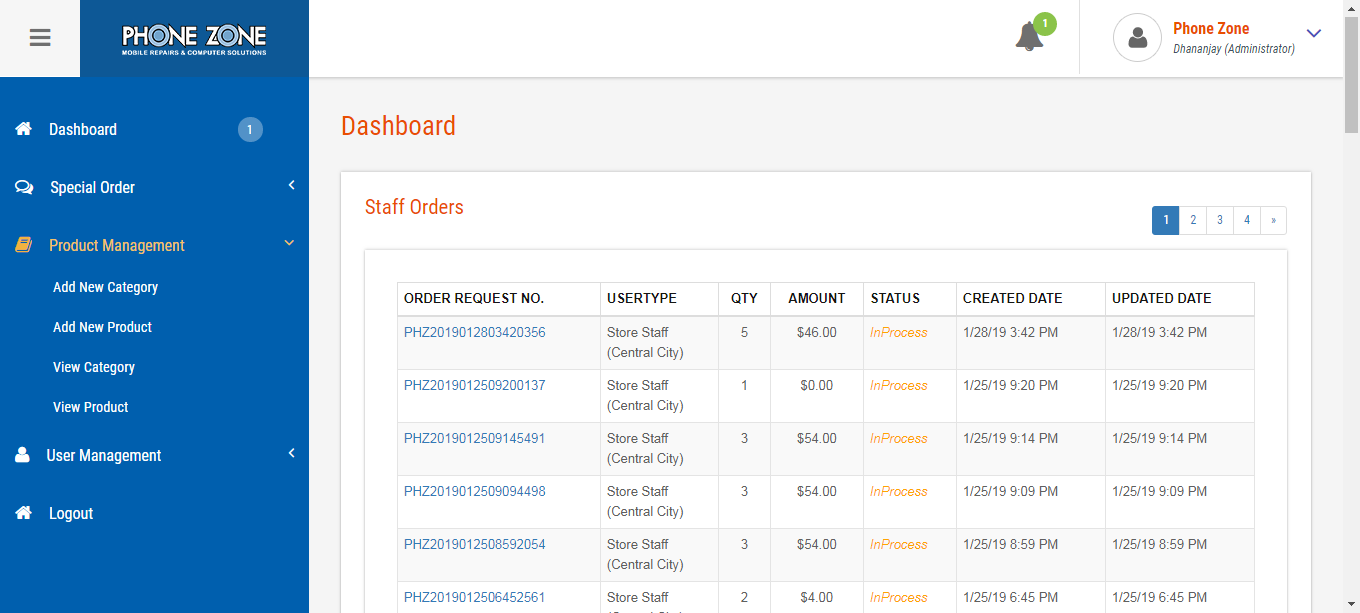 PHONE ZONE
MOBILE REPAIRS & COMPUTER SOLUTIONS
1
Phone Zone
Dhananjay (Administrator)
Dashboard 1
Special Order
Product Management
Add New Category
Add New Product
View Category
View Product
User Management
Logout
Dashboard
Staff Orders
1 2 3 4 »
ORDER REQUEST NO. USERTYPE QTY AMOUNT STATUS CREATED DATE UPDATED DATE
PHZ2019012803420356 Store Staff 5 $46.00 InProcess 1/28/19 3:42 PM 1/28/19 3:42 PM
(Central City)
PHZ2019012509200137 Store Staff 1 $0.00 InProcess 1/25/19 9:20 PM 1/25/19 9:20 PM
(Central City)
PHZ2019012509145491 Store Staff 3 $54.00 InProcess 1/25/19 9:14 PM 1/25/19 9:14 PM
(Central City)
PHZ2019012509094498 Store Staff 3 $54.00 InProcess 1/25/19 9:09 PM 1/25/19 9:09 PM
(Central City)
PHZ2019012508592054 Store Staff 3 $54.00 InProcess 1/25/19 8:59 PM 1/25/19 8:59 PM
(Central City)
PHZ2019012506452561 Store Staff 2 $4.00 InProcess 1/25/19 6:45 PM 1/25/19 6:45 PM